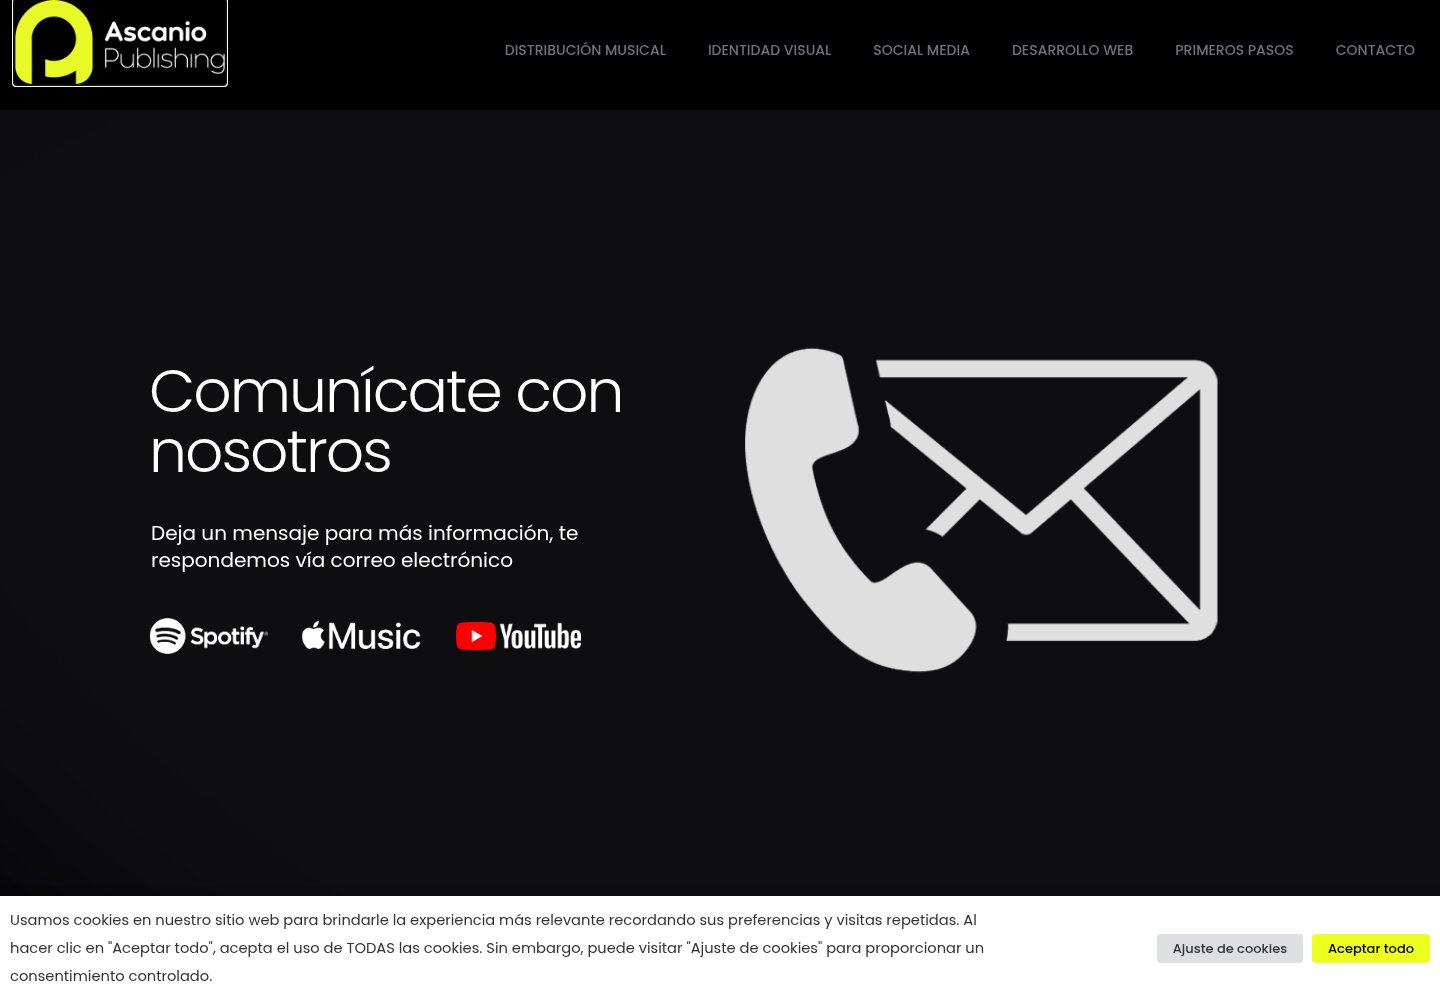 Ascanio
Publishing
DISTRIBUCIÓN MUSICAL
IDENTIDAD VISUAL
SOCIAL MEDIA
DESARROLLO WEB
PRIMEROS PASOS
CONTACTO
Comunícate con
nosotros
Deja un mensaje para más información, te
respondemos vía correo electrónico
Spotify®
Music
YouTube
Usamos cookies en nuestro sitio web para brindarle la experiencia más relevante recordando sus preferencias y visitas repetidas. Al
hacer clic en "Aceptar todo", acepta el uso de TODAS las cookies. Sin embargo, puede visitar "Ajuste de cookies" para proporcionar un
consentimiento controlado.
Ajuste de cookies
Aceptar todo